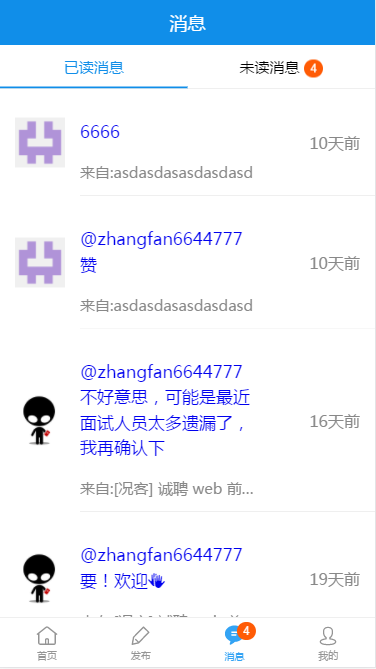 消息
已读消息
未读消息 4
6666
10天前
来自:asdasdasasdasdasd
@zhangfan6644777
赞
10天前
来自:asdasdasasdasdasd
@zhangfan6644777
不好意思，可能是最近
面试人员太多遗漏了，
我再确认下
16天前
来自:[况客] 诚聘 web 前...
@zhangfan6644777
要！欢迎👋
19天前
首页
发布
4
消息
我的